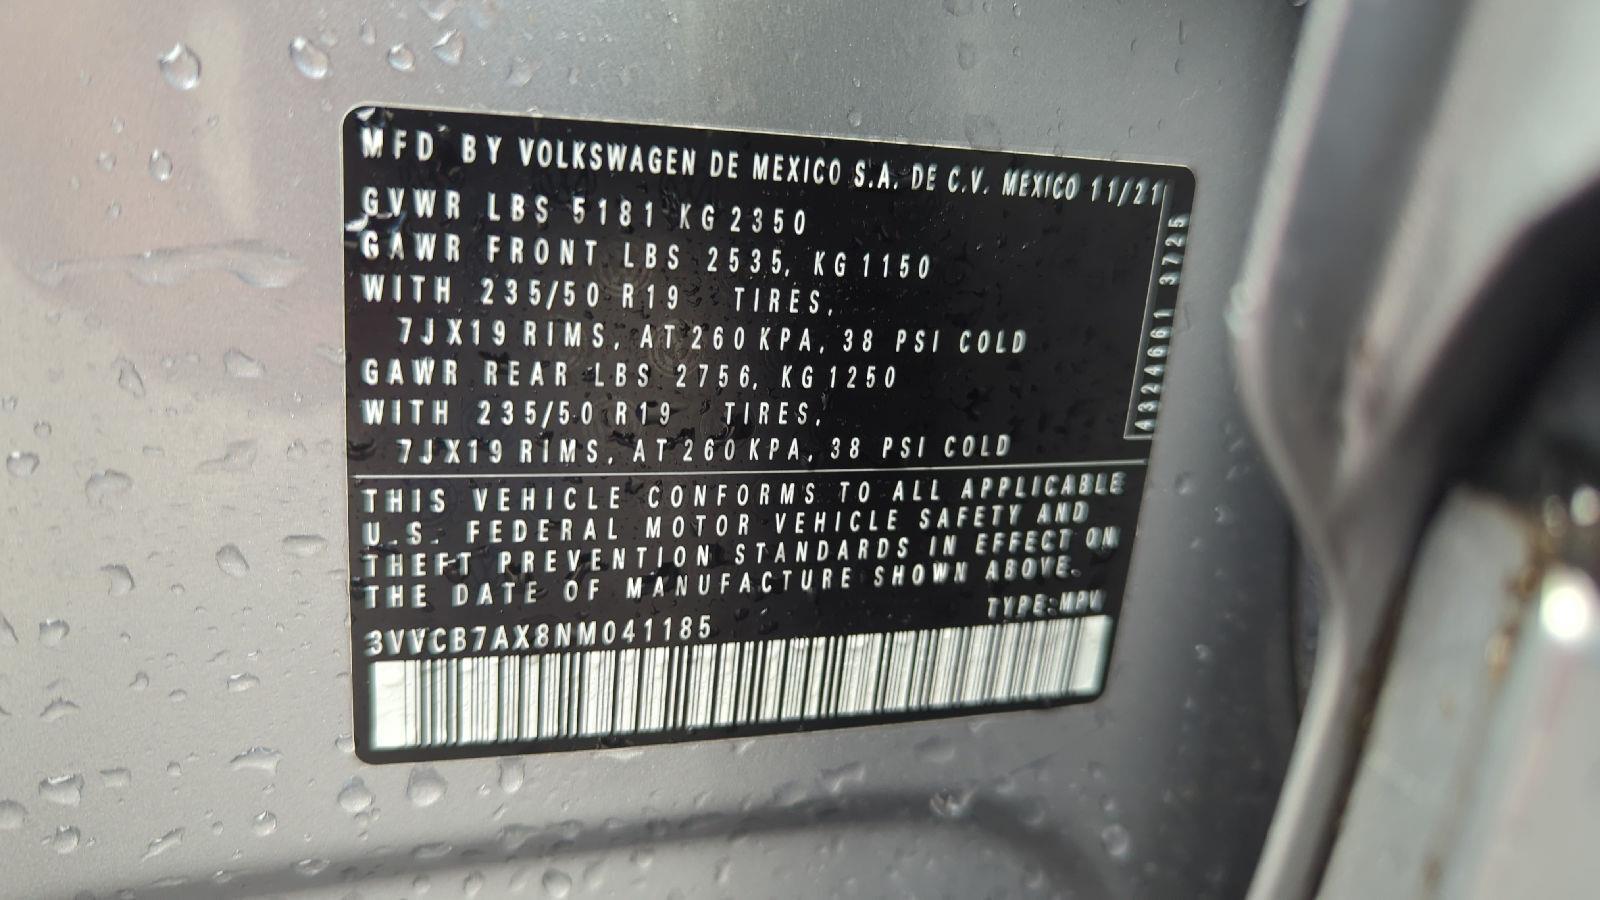 MFD BY VOLKSWAGEN DE MEXICO S.A. DE C.V. MEXICO 11/21
GVWR LBS 5181 KG 2350
GAWR FRONT LBS 2535, KG 1150
WITH 235/50 R19 TIRES,
7JX19 RIMS, AT 260 KPA, 38 PSI COLD
GAWR REAR LBS 2756, KG 1250
WITH 235/50 R19 TIRES,
7JX19 RIMS, AT 260 KPA, 38 PSI COLD
4324661 3725
THIS VEHICLE CONFORMS TO ALL APPLICABLE
U.S. FEDERAL MOTOR VEHICLE SAFETY AND
THEFT PREVENTION STANDARDS IN EFFECT ON
THE DATE OF MANUFACTURE SHOWN ABOVE.
TYPE:MPV
3VVCB7AX8NM041185